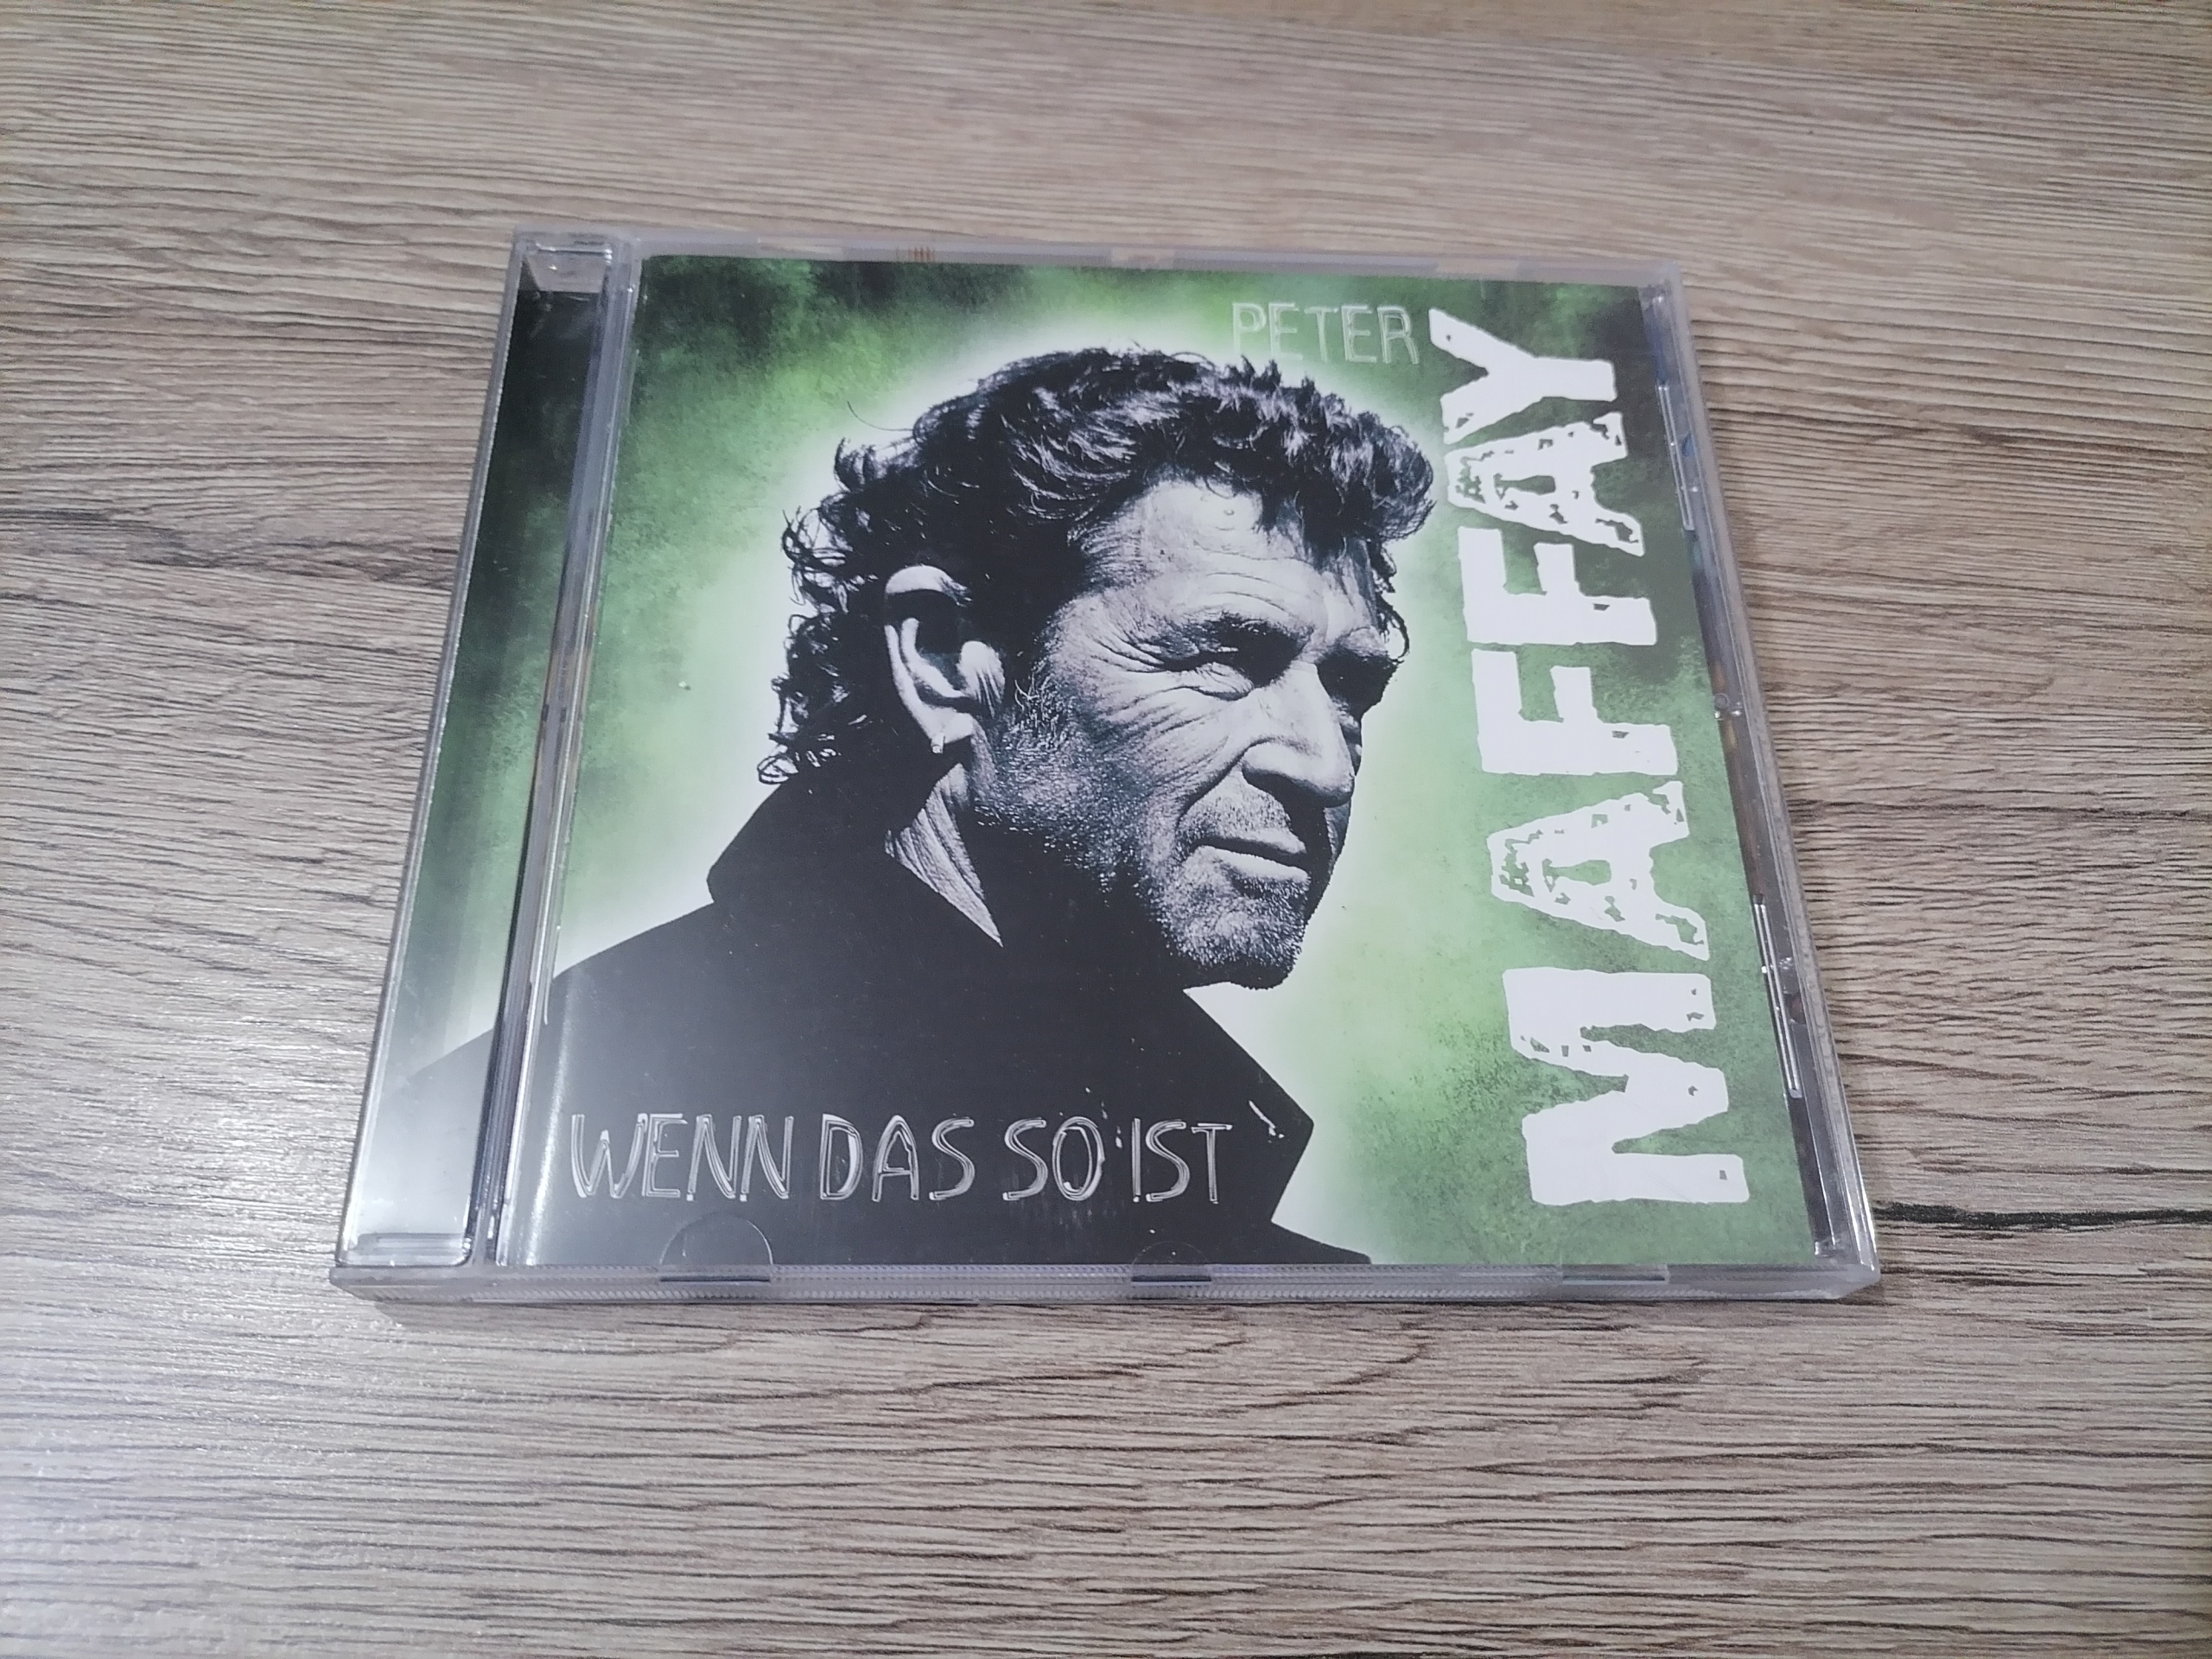 PETER
MAFFAY
WENN DAS SO IST